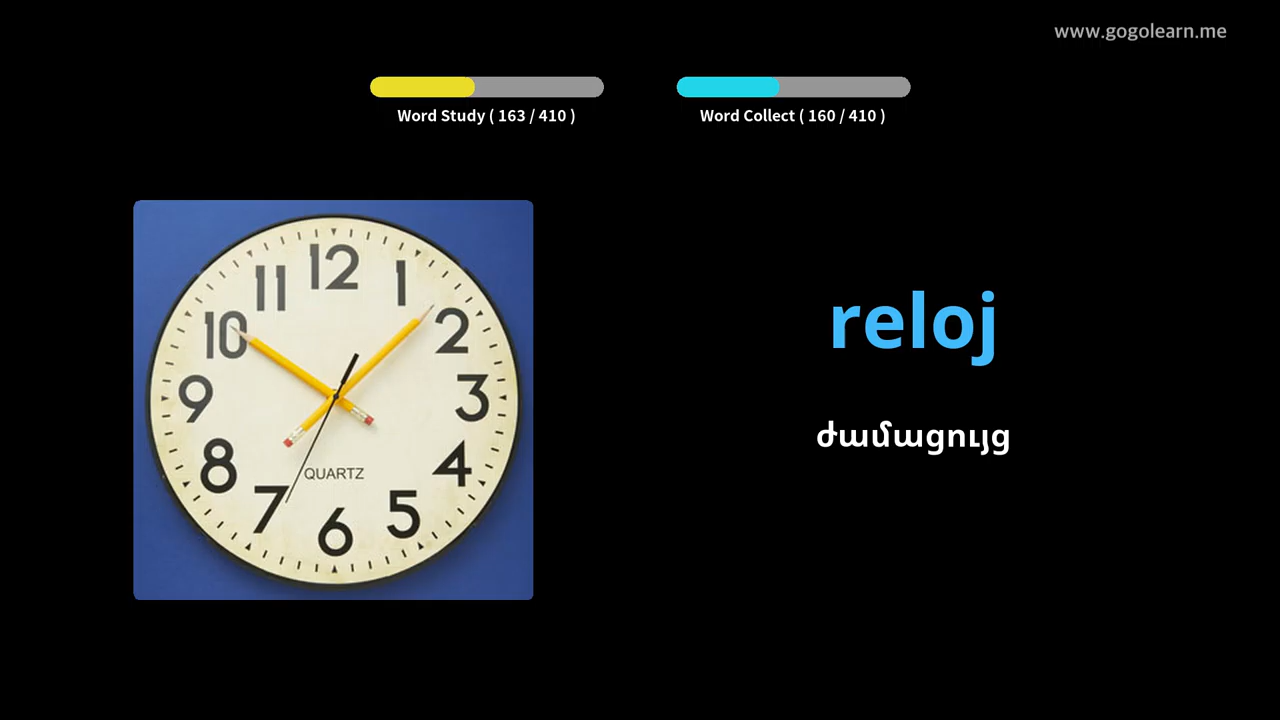 www.gogolearn.me
Word Study ( 163 / 410 )
Word Collect ( 160 / 410 )
12
11
1
10
2
9
3
8
4
QUARTZ
7
5
6
reloj
ժամացույց